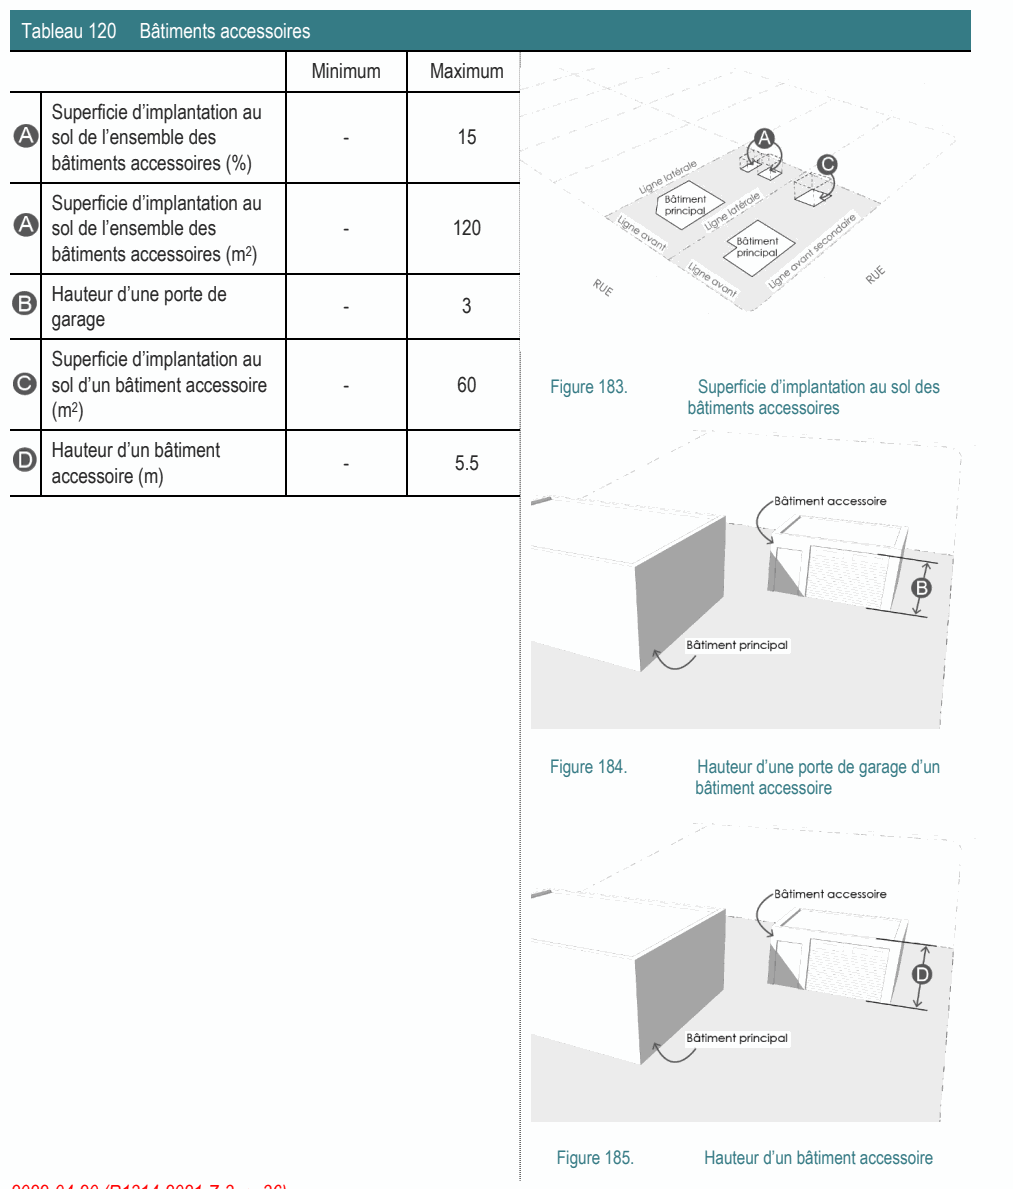 Tableau 120 Bâtiments accessoires
Minimum Maximum
A Superficie d’implantation au
sol de l’ensemble des
bâtiments accessoires (%)
- 15
A Superficie d’implantation au
sol de l’ensemble des
bâtiments accessoires (m²)
- 120
B Hauteur d’une porte de
garage
- 3
C Superficie d’implantation au
sol d’un bâtiment accessoire
(m²)
- 60
D Hauteur d’un bâtiment
accessoire (m)
- 5.5
A
C
Ligne latérale
Bâtiment
principal
Ligne latérale
Ligne avant
Bâtiment
principal
Ligne avant secondaire
Ligne avant
RUE
RUE
Figure 183. Superficie d’implantation au sol des
bâtiments accessoires
Bâtiment accessoire
B
Bâtiment principal
Figure 184. Hauteur d’une porte de garage d’un
bâtiment accessoire
Bâtiment accessoire
D
Bâtiment principal
Figure 185. Hauteur d’un bâtiment accessoire